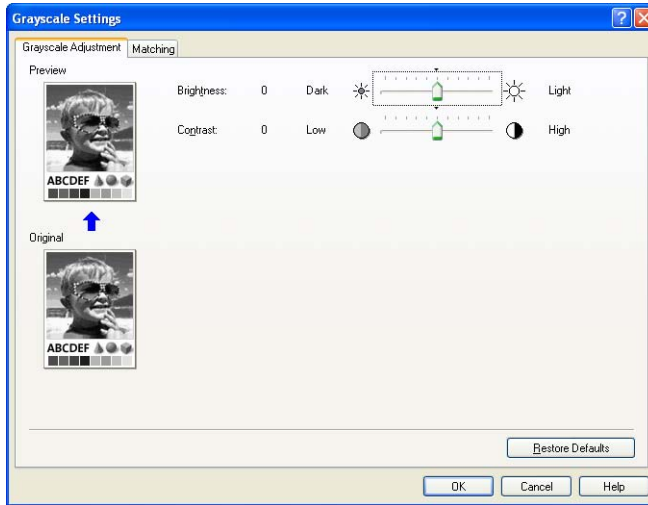 Grayscale Settings
Grayscale Adjustment Matching
Preview
Brightness: 0 Dark Light
Contrast: 0 Low High
ABCDEF
Original
ABCDEF
Restore Defaults
OK Cancel Help